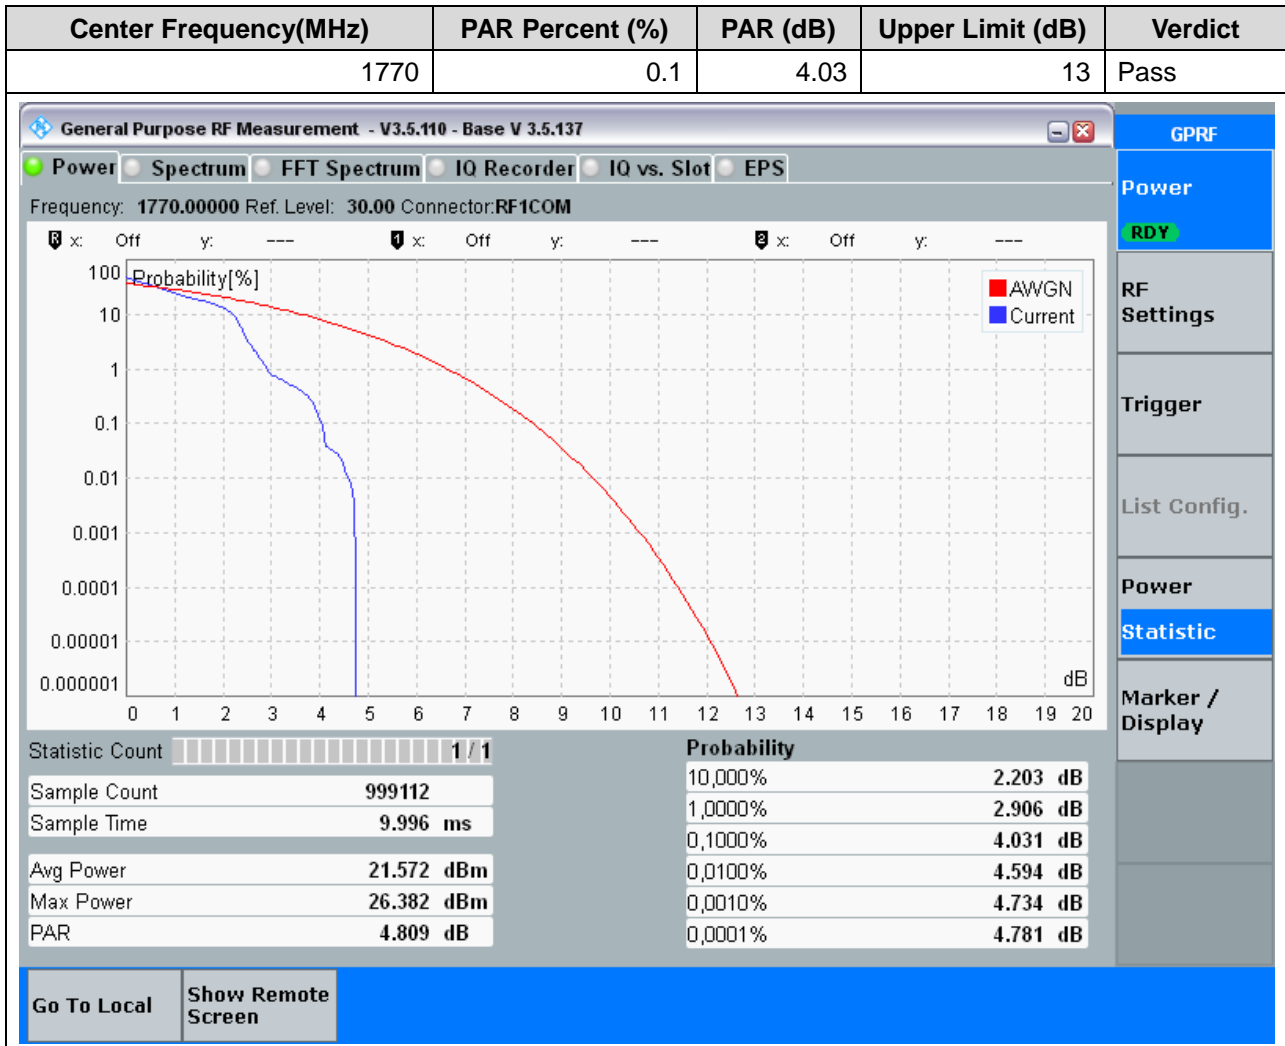 Center Frequency(MHz) PAR Percent (%) PAR (dB) Upper Limit (dB) Verdict
1770 0.1 4.03 13 Pass
General Purpose RF Measurement - V3.5.110 - Base V 3.5.137
GPRF
Power Spectrum FFT Spectrum IQ Recorder IQ vs. Slot EPS
Frequency: 1770.00000 Ref. Level: 30.00 Connector:RF1COM
R x: Off y: --- 1 x: Off y: --- 2 x: Off y: ---
Probability[%]
AWGN
Current
100
10
1
0.1
0.01
0.001
0.0001
0.00001
0.000001
dB
0 1 2 3 4 5 6 7 8 9 10 11 12 13 14 15 16 17 18 19 20
Statistic Count 1 / 1
Sample Count 999112
Sample Time 9.996 ms
Avg Power 21.572 dBm
Max Power 26.382 dBm
PAR 4.809 dB
Probability
10,000% 2.203 dB
1,0000% 2.906 dB
0,1000% 4.031 dB
0,0100% 4.594 dB
0,0010% 4.734 dB
0,0001% 4.781 dB
Power
RDY
RF
Settings
Trigger
List Config.
Power
Statistic
Marker /
Display
Go To Local
Show Remote
Screen